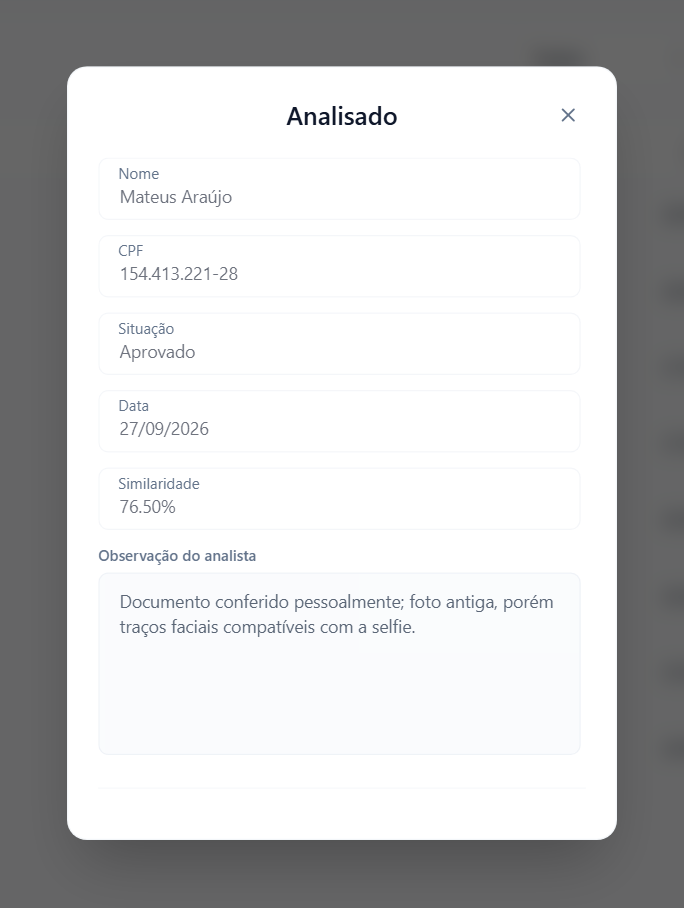 Analisado
Nome
Mateus Araújo
CPF
154.413.221-28
Situação
Aprovado
Data
27/09/2026
Similaridade
76.50%
Observação do analista
Documento conferido pessoalmente; foto antiga, porém
traços faciais compatíveis com a selfie.